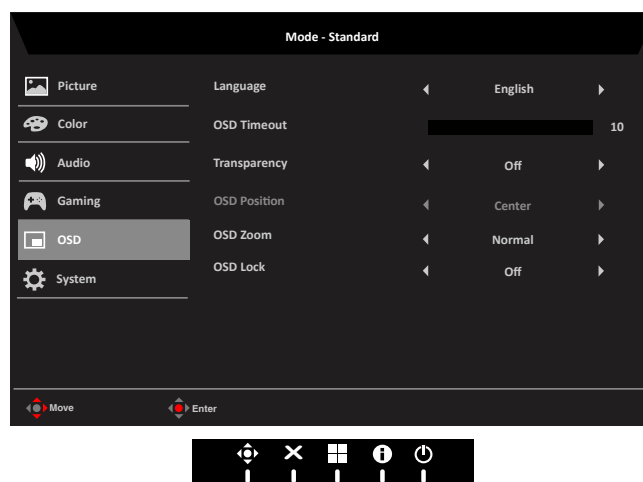 Mode - Standard
Picture
Language English
Color
OSD Timeout 10
Audio
Transparency Off
Gaming
OSD Position Center
OSD
OSD Zoom Normal
System
OSD Lock Off
Move Enter